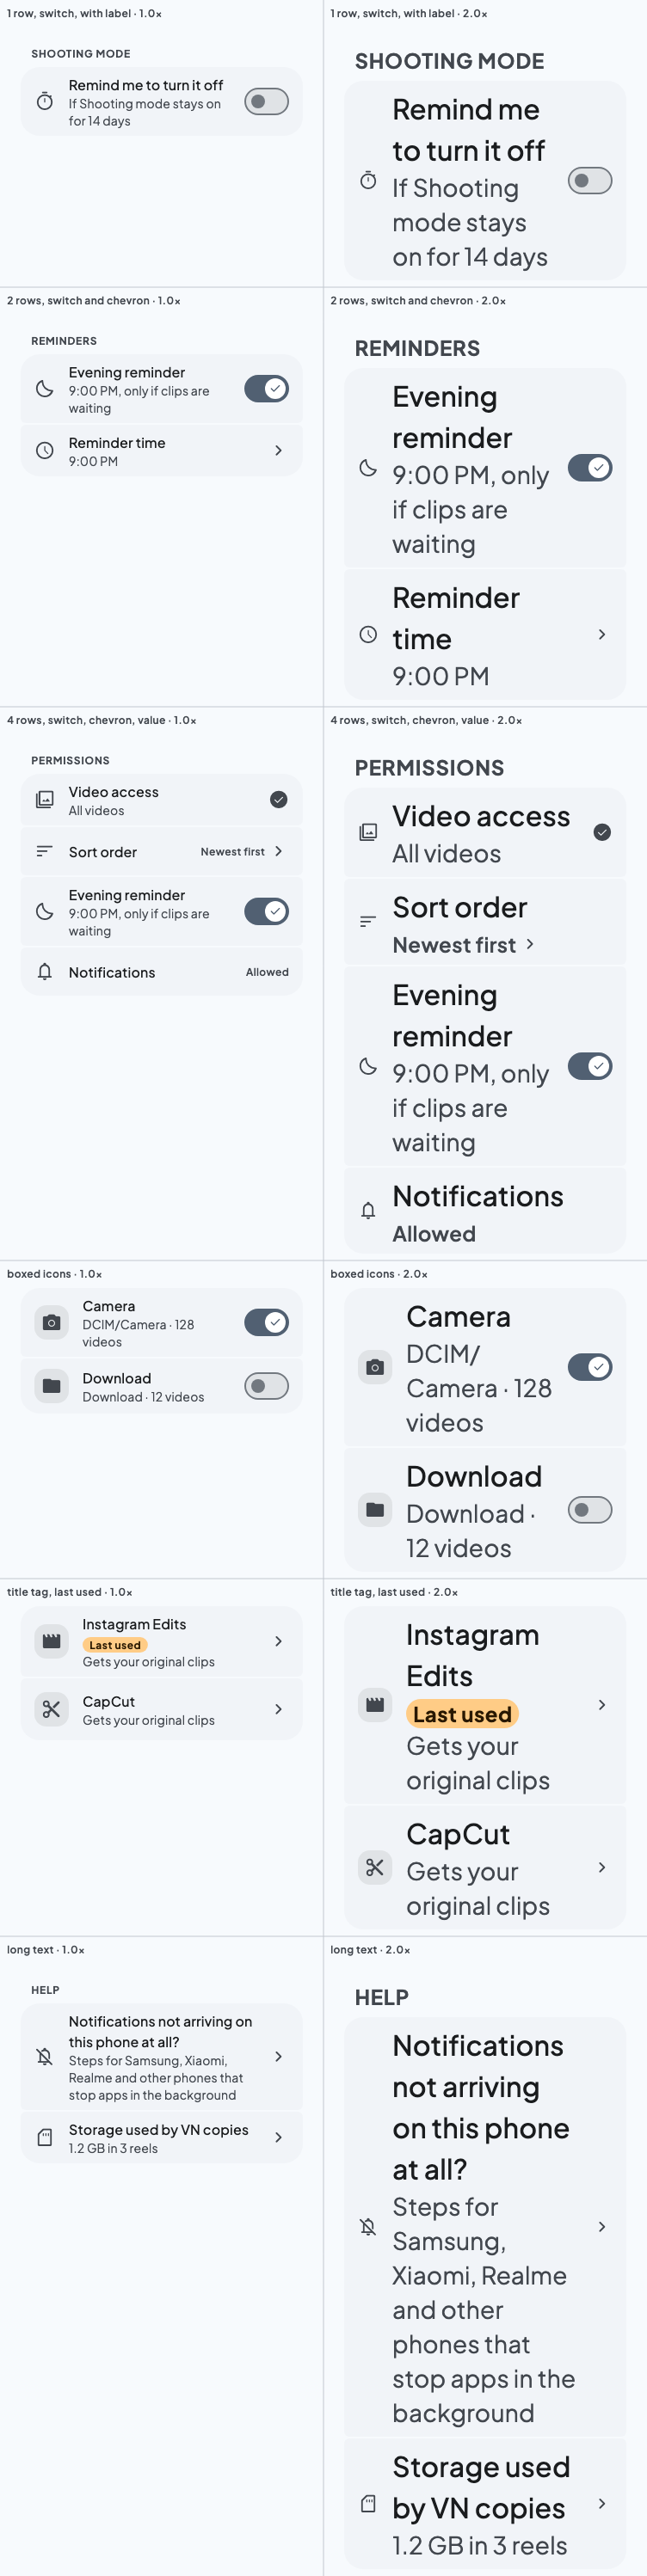 1 row, switch, with label · 1.0×
SHOOTING MODE
Remind me to turn it off
If Shooting mode stays on
for 14 days
1 row, switch, with label · 2.0×
SHOOTING MODE
Remind me
to turn it off
If Shooting
mode stays
on for 14 days
2 rows, switch and chevron · 1.0×
REMINDERS
Evening reminder
9:00 PM, only if clips are
waiting
Reminder time
9:00 PM
2 rows, switch and chevron · 2.0×
REMINDERS
Evening
reminder
9:00 PM, only
if clips are
waiting
Reminder
time
9:00 PM
4 rows, switch, chevron, value · 1.0×
PERMISSIONS
Video access
All videos
Sort order
Newest first
Evening reminder
9:00 PM, only if clips are
waiting
Notifications
Allowed
4 rows, switch, chevron, value · 2.0×
PERMISSIONS
Video access
All videos
Sort order
Newest first
Evening
reminder
9:00 PM, only
if clips are
waiting
Notifications
Allowed
boxed icons · 1.0×
Camera
DCIM/Camera · 128
videos
Download
Download · 12 videos
boxed icons · 2.0×
Camera
DCIM/
Camera · 128
videos
Download
Download ·
12 videos
title tag, last used · 1.0×
Instagram Edits
Last used
Gets your original clips
CapCut
Gets your original clips
title tag, last used · 2.0×
Instagram
Edits
Last used
Gets your
original clips
CapCut
Gets your
original clips
long text · 1.0×
HELP
Notifications not arriving on
this phone at all?
Steps for Samsung, Xiaomi,
Realme and other phones that
stop apps in the background
Storage used by VN copies
1.2 GB in 3 reels
long text · 2.0×
HELP
Notifications
not arriving
on this phone
at all?
Steps for
Samsung,
Xiaomi, Realme
and other
phones that
stop apps in the
background
Storage used
by VN copies
1.2 GB in 3 reels